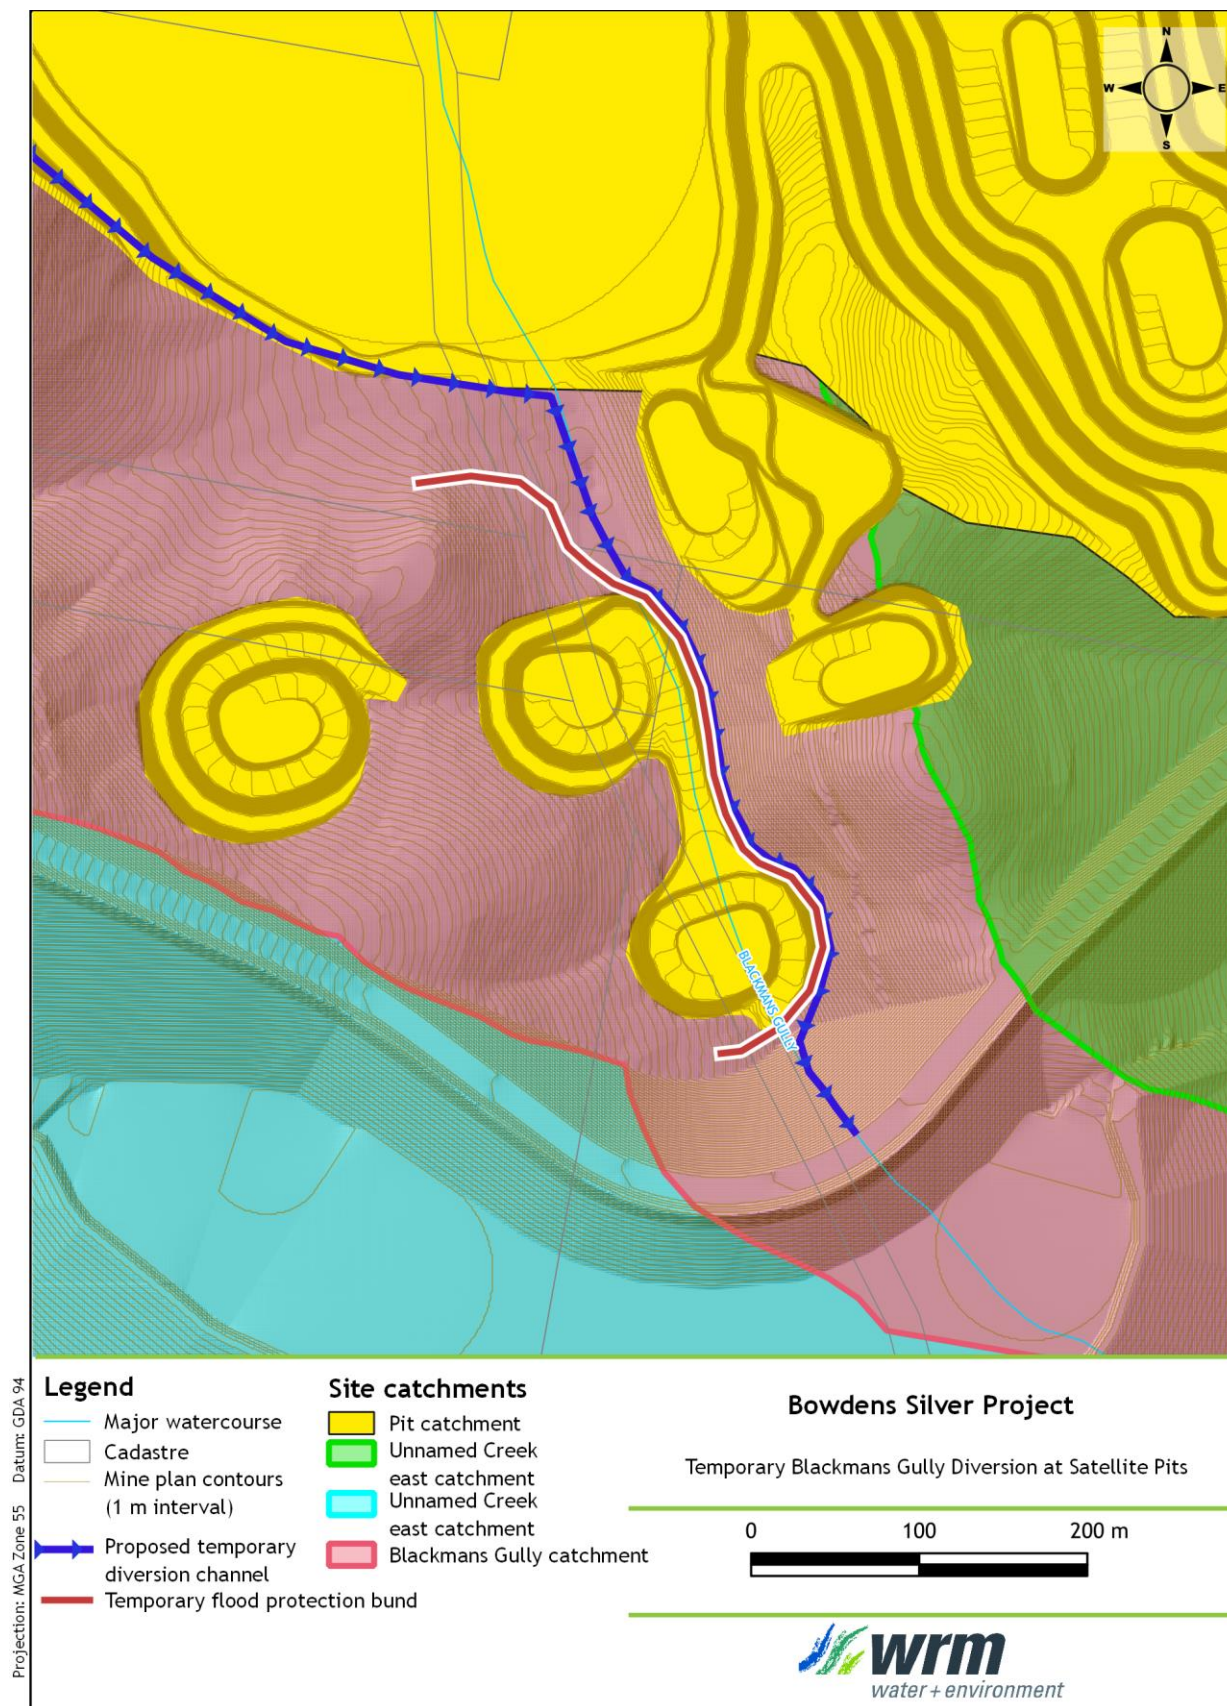 N
W
E
S
BLACKMANS GULLY
Projection: MGA Zone 55 Datum: GDA 94
Legend
Major watercourse
Cadastre
Mine plan contours
(1 m interval)
Proposed temporary
diversion channel
Temporary flood protection bund
Site catchments
Pit catchment
Unnamed Creek
east catchment
Unnamed Creek
east catchment
Blackmans Gully catchment
Bowdens Silver Project
Temporary Blackmans Gully Diversion at Satellite Pits
0 100 200 m
wrm
water + environment